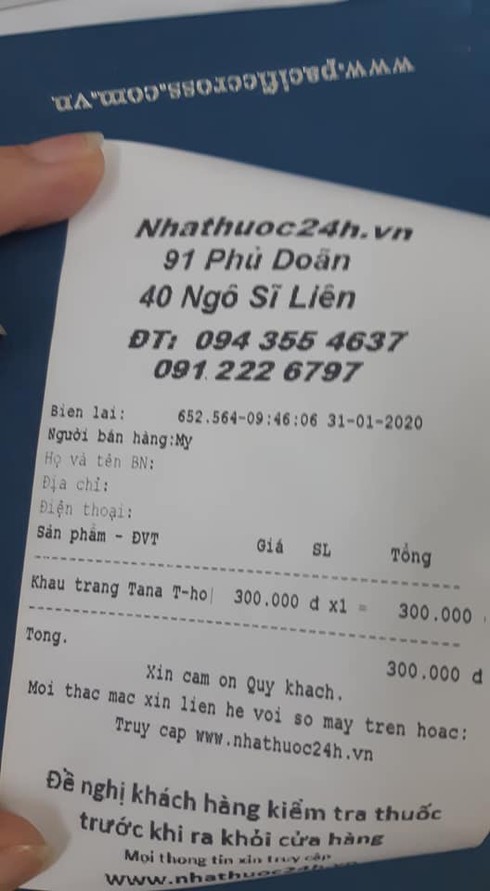 www.pacificcross.com.vn
Nhathuoc24h.vn
91 Phủ Doãn
40 Ngô Sĩ Liên
ĐT: 094 355 4637
091 222 6797
Bien lai: 652.564-09:46:06 31-01-2020
Người bán hàng:My
Họ và tên BN:
Địa chỉ:
Điện thoại:
Sản phẩm - ĐVT Giá SL Tổng
Khau trang Tana T-ho 300.000 đ x1 = 300.000
Tong. 300.000 đ
Xin cam on Quy khach.
Moi thac mac xin lien he voi so may tren hoac:
Truy cap www.nhathuoc24h.vn
Đề nghị khách hàng kiểm tra thuốc
trước khi ra khỏi cửa hàng
Mọi thong tin xin truy cập
www.nhathuoc24h.vn